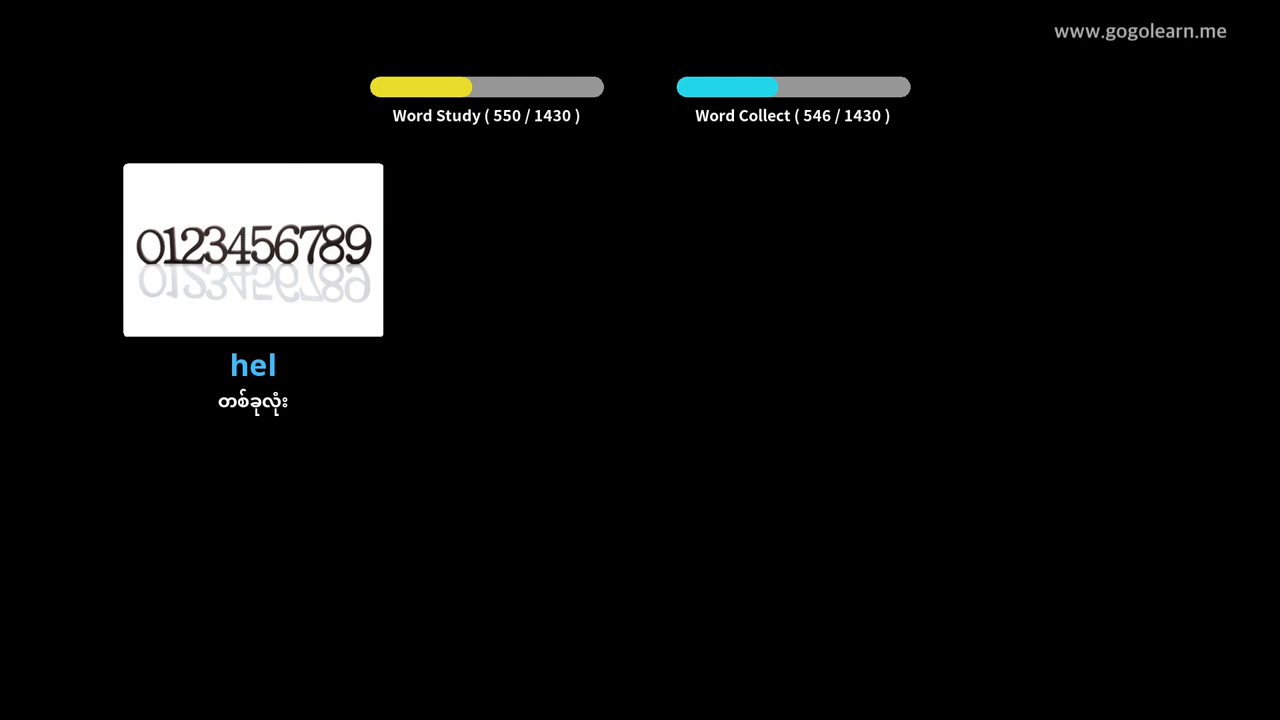 www.gogolearn.me
Word Study ( 550 / 1430 )
Word Collect ( 546 / 1430 )
0123456789
hel
တစ်ခုလုံး